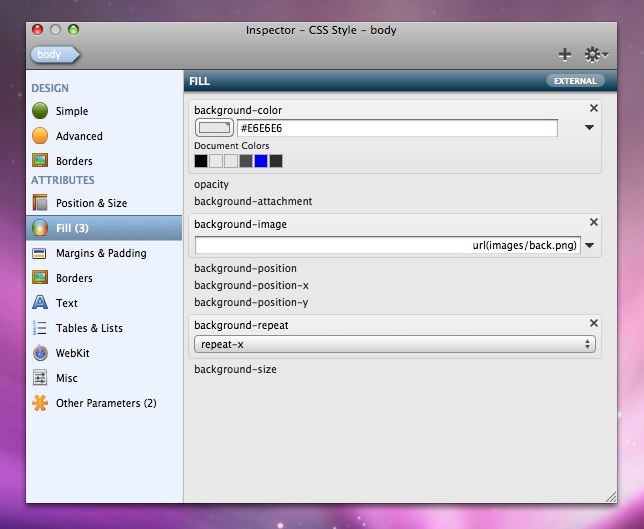 Inspector - CSS Style - body
body
DESIGN
Simple
Advanced
Borders
ATTRIBUTES
Position & Size
Fill (3)
Margins & Padding
Borders
Text
Tables & Lists
WebKit
Misc
Other Parameters (2)
FILL
EXTERNAL
background-color
#E6E6E6
Document Colors
opacity
background-attachment
background-image
url(images/back.png)
background-position
background-position-x
background-position-y
background-repeat
repeat-x
background-size